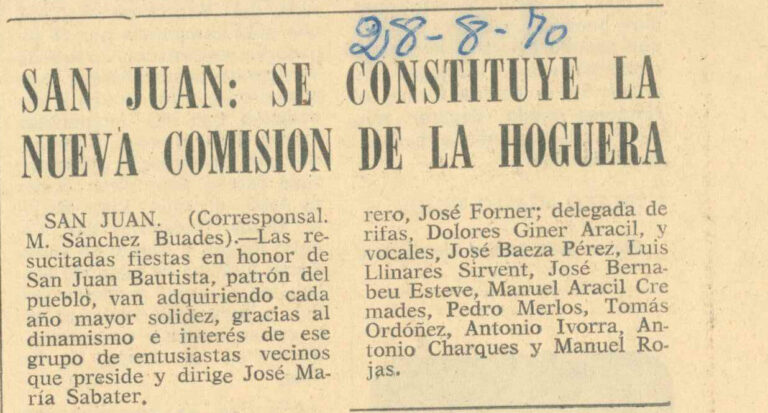 28-8-70
SAN JUAN: SE CONSTITUYE LA
NUEVA COMISION DE LA HOGUERA
SAN JUAN. (Corresponsal.
M. Sánchez Buades).—Las re-
sucitadas fiestas en honor de
San Juan Bautista, patrón del
pueblo, van adquiriendo cada
año mayor solidez, gracias al
dinamismo e interés de ese
grupo de entusiastas vecinos
que preside y dirige José Ma-
ría Sabater.
rero, José Forner; delegada de
rifas, Dolores Giner Aracil, y
vocales, José Baeza Pérez, Luis
Llinares Sirvent, José Berna-
beu Esteve, Manuel Aracil Cre
mades, Pedro Merlos, Tomás
Ordóñez, Antonio Ivorra, An-
tonio Charques y Manuel Ro-
jas.